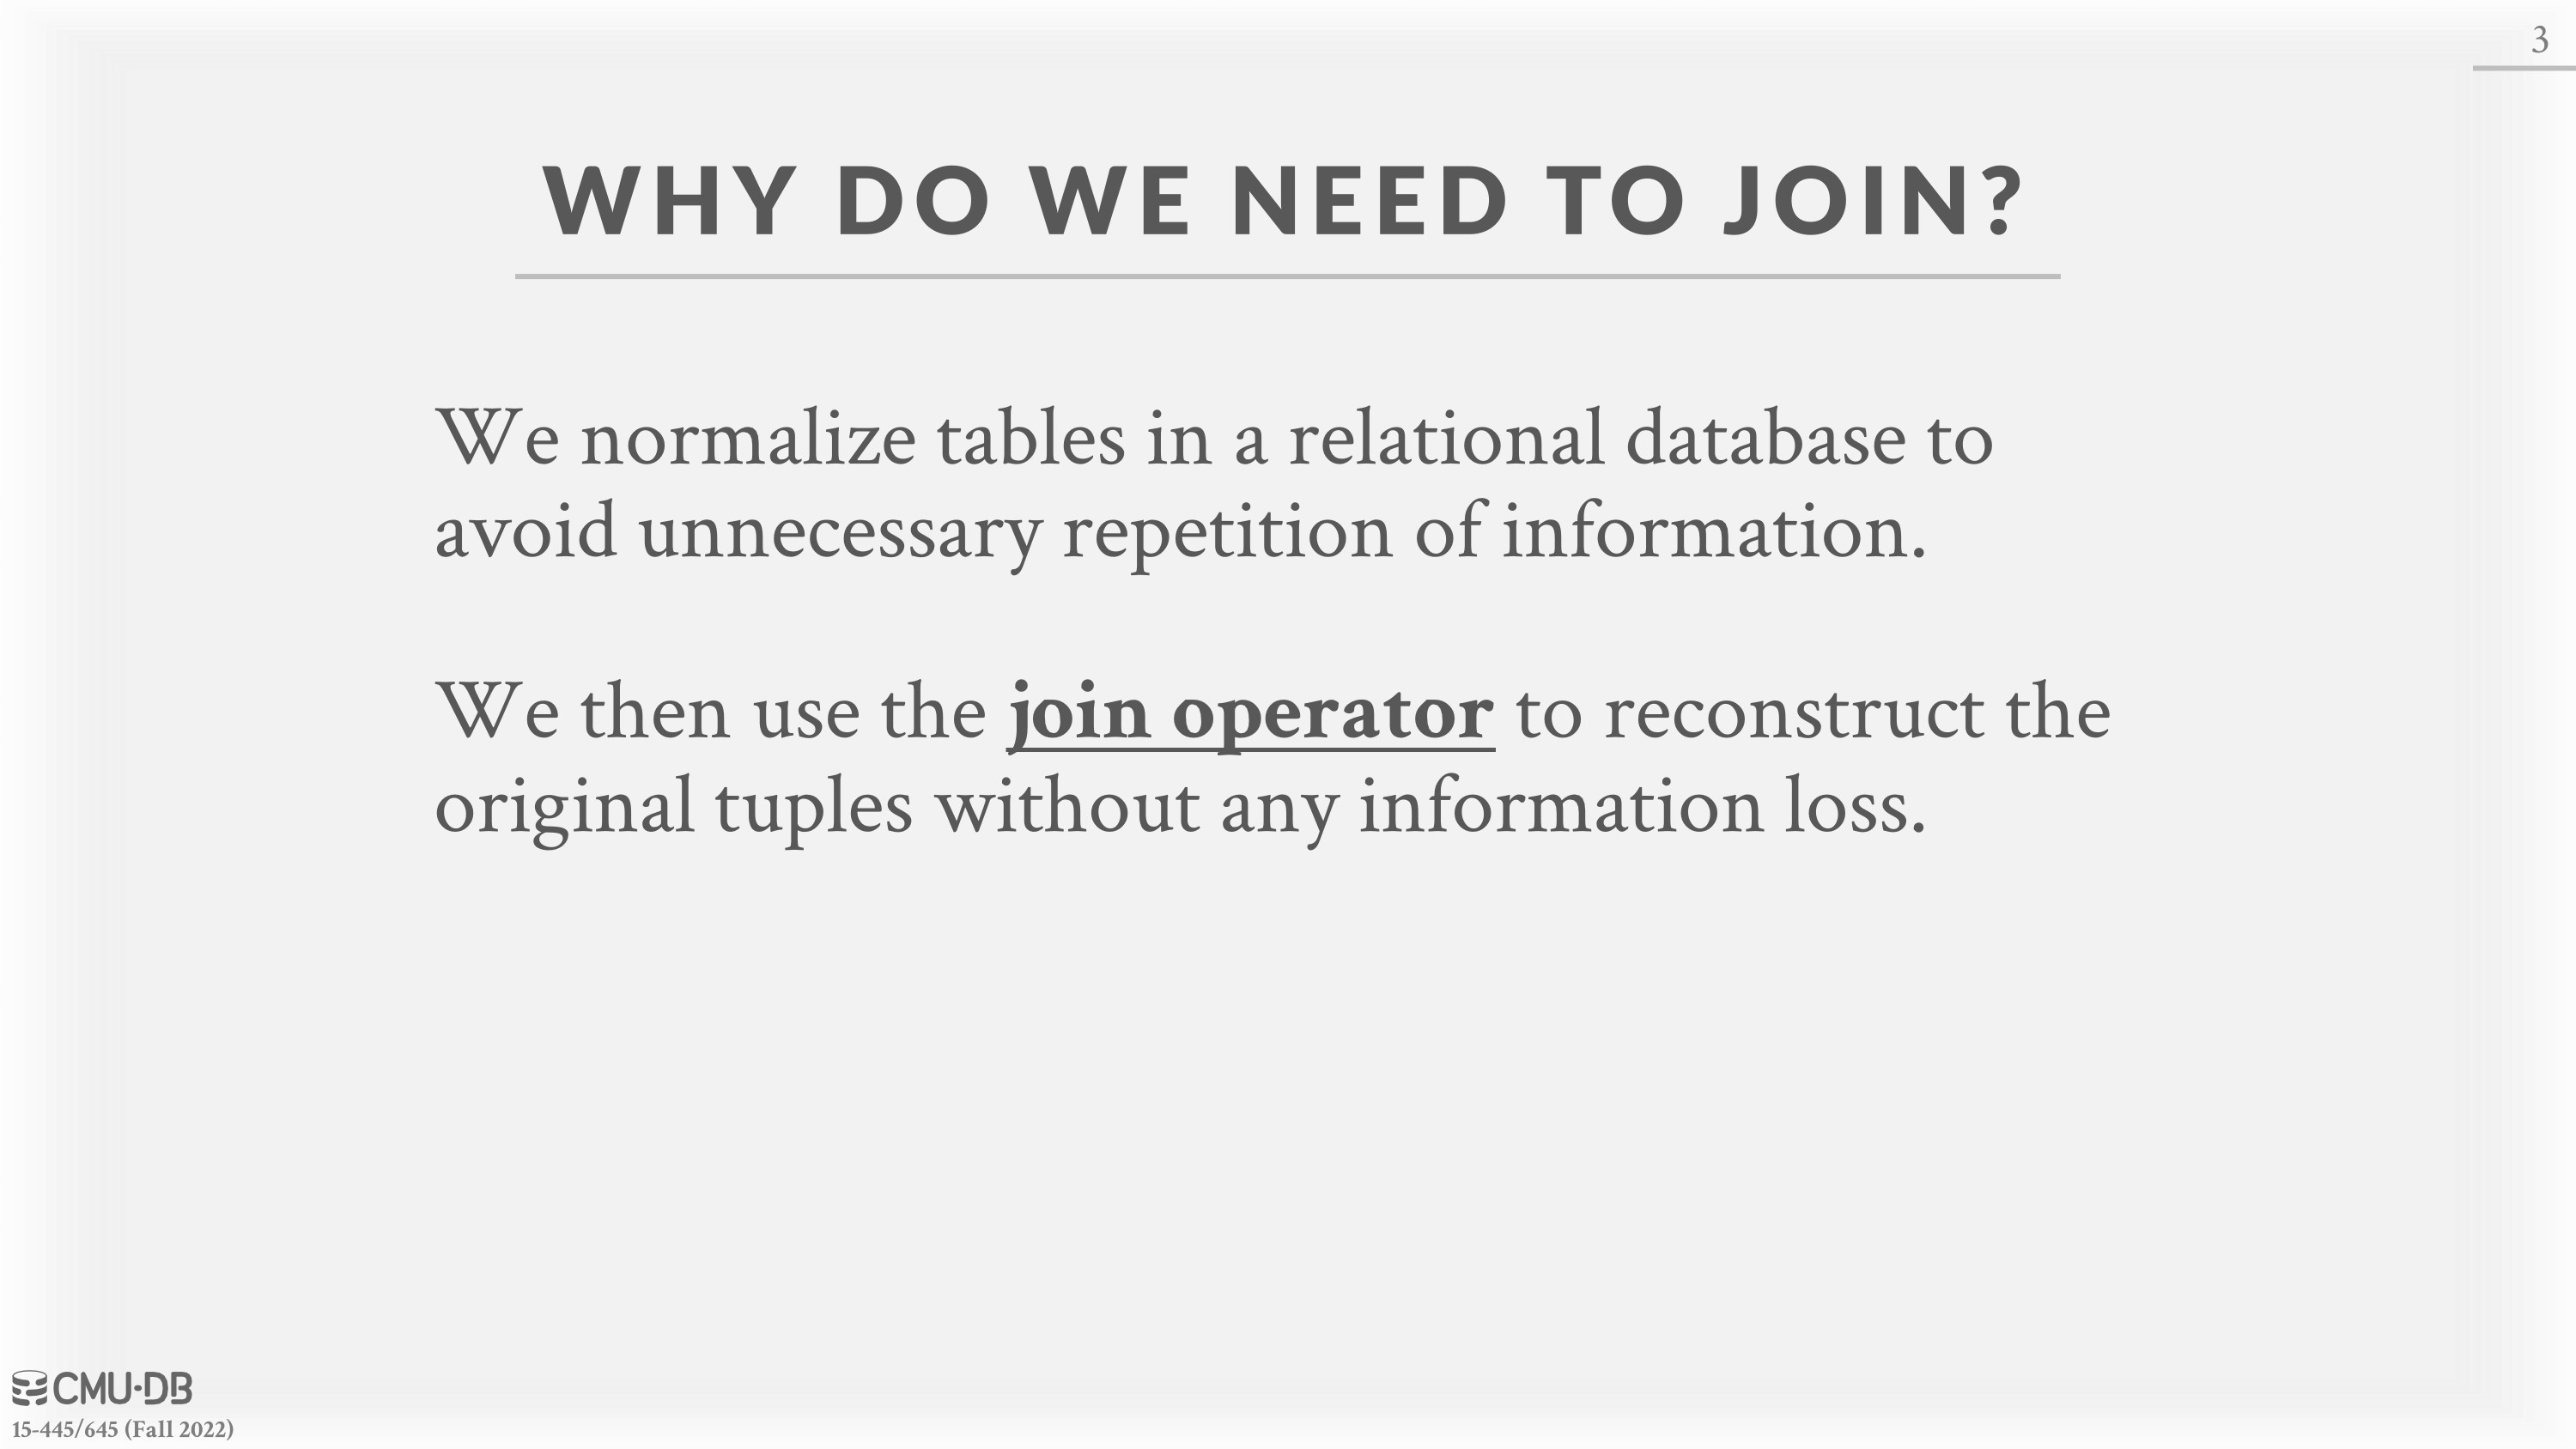 3
WHY DO WE NEED TO JOIN?
We normalize tables in a relational database to
avoid unnecessary repetition of information.
We then use the join operator to reconstruct the
original tuples without any information loss.
CMU·DB
15-445/645 (Fall 2022)